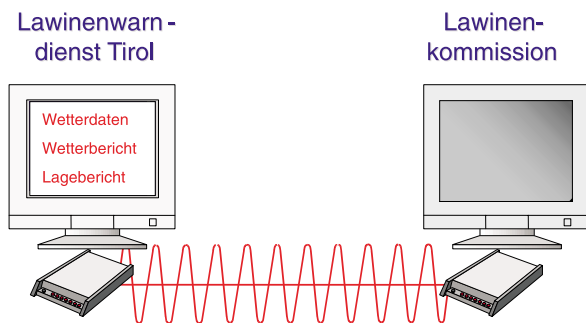 Lawinenwarn -
dienst Tirol
Lawinen-
kommission
Wetterdaten
Wetterbericht
Lagebericht